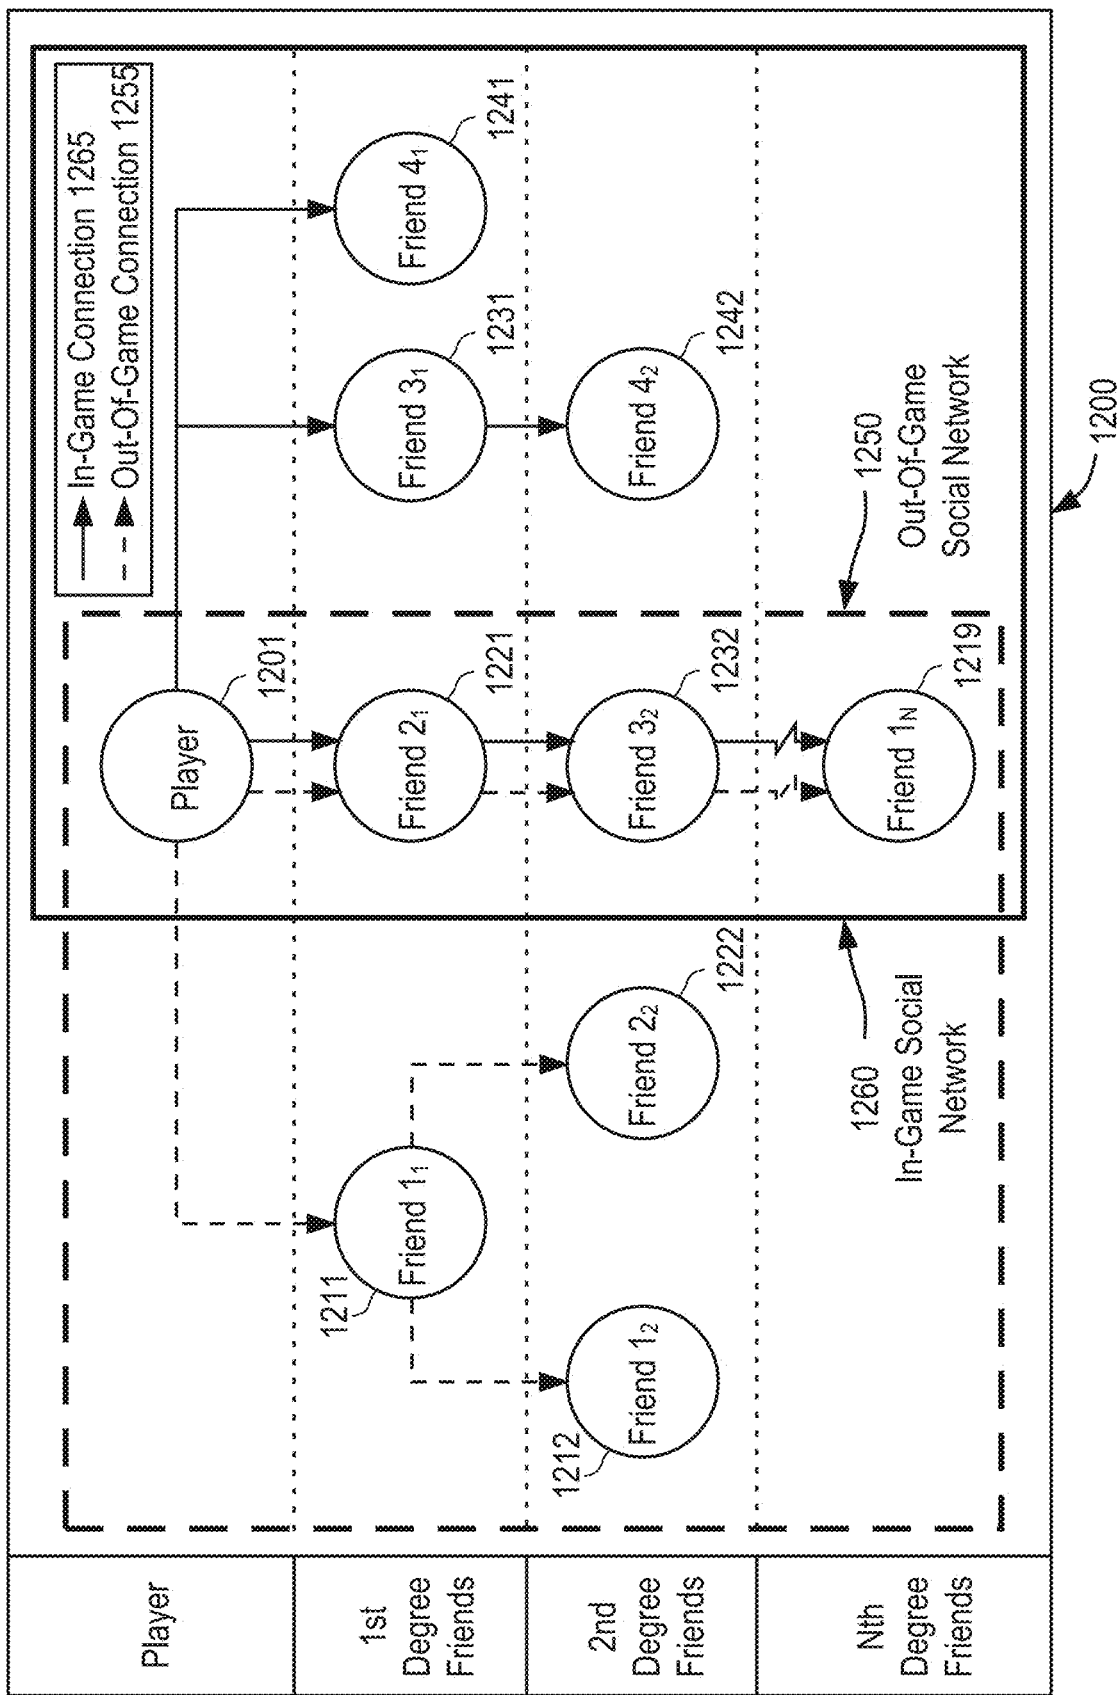 In-Game Connection 1265
Out-Of-Game Connection 1255
Player
Player
1201
1st
Degree
Friends
1211
Friend 1₁
Friend 2₁
1221
Friend 3₁
1231
Friend 4₁
1241
2nd
Degree
Friends
1212
Friend 1₂
Friend 2₂
1222
Friend 3₂
1232
Friend 4₂
1242
Nth
Degree
Friends
1260
In-Game Social
Network
Friend 1N
1219
1250
Out-Of-Game
Social Network
1200